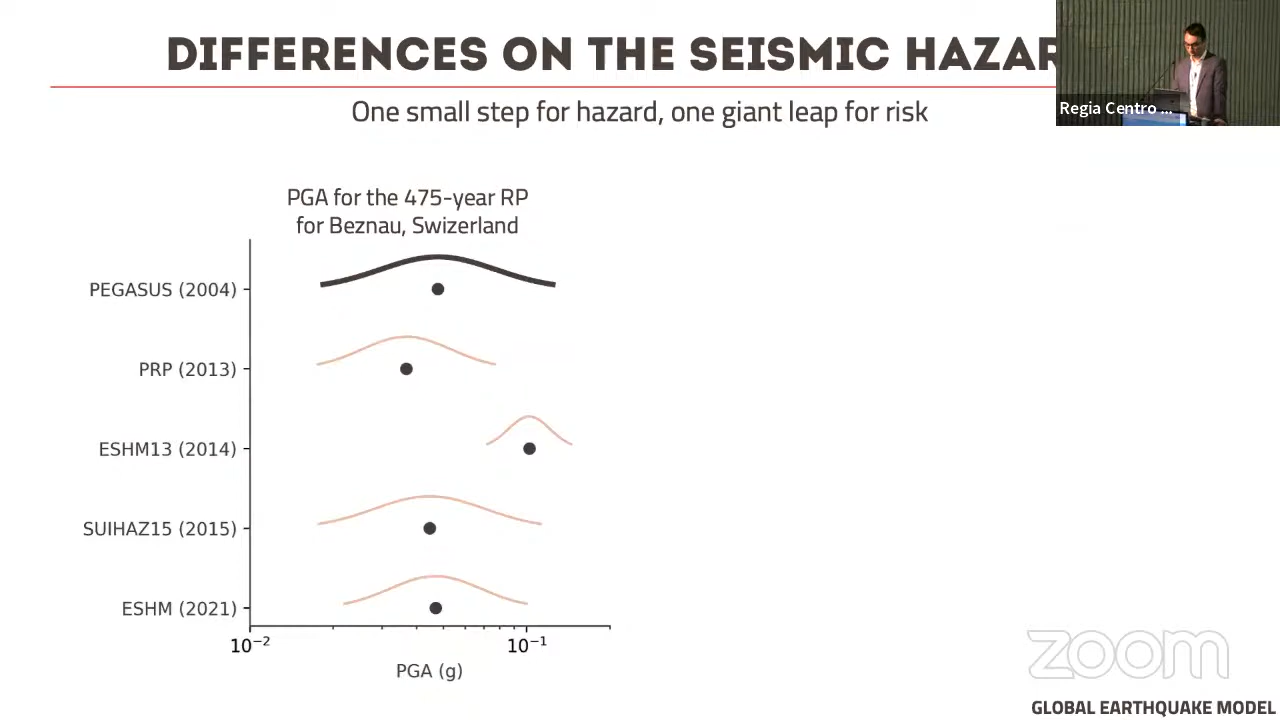 DIFFERENCES ON THE SEISMIC HAZAR
One small step for hazard, one giant leap for risk
Regia Centro ...
PGA for the 475-year RP
for Beznau, Swizerland
PEGASUS (2004)
PRP (2013)
ESHM13 (2014)
SUIHAZ15 (2015)
ESHM (2021)
10⁻² 10⁻¹
PGA (g)
zoom
GLOBAL EARTHQUAKE MODEL